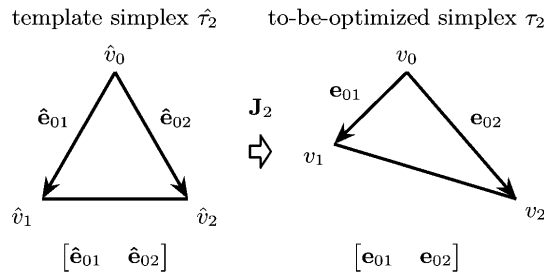 template simplex τ̂₂
to-be-optimized simplex τ₂
v̂₀
v₀
ê₀₁
ê₀₂
J₂
e₀₁
e₀₂
v̂₁
v̂₂
v₁
v₂
[ê₀₁ ê₀₂]
[e₀₁ e₀₂]